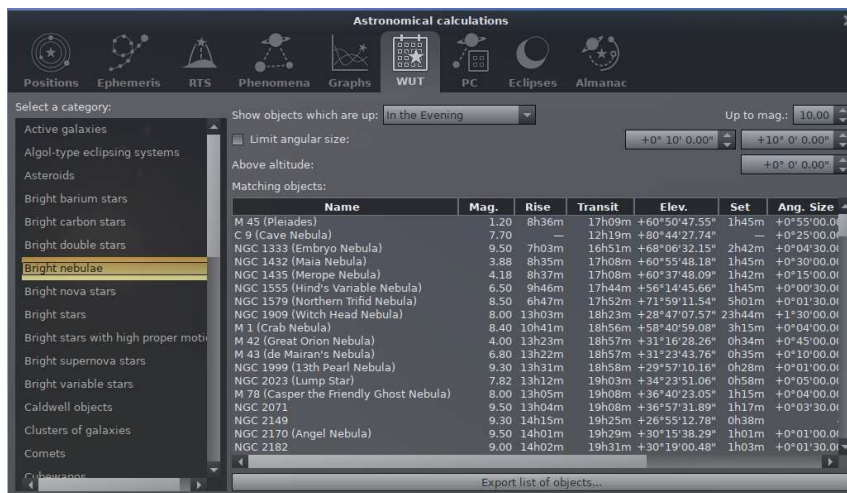 Astronomical calculations
Positions Ephemeris RTS Phenomena Graphs WUT PC Eclipses Almanac
Select a category:
Active galaxies
Algol-type eclipsing systems
Asteroids
Bright barium stars
Bright carbon stars
Bright double stars
Bright nebulae
Bright nova stars
Bright stars
Bright stars with high proper moti
Bright supernova stars
Bright variable stars
Caldwell objects
Clusters of galaxies
Comets
Cubewanos
Show objects which are up: In the Evening Up to mag.: 10.00
Limit angular size: +0° 10' 0.00" +10° 0' 0.00"
Above altitude: +0° 0' 0.00"
Matching objects:
Name Mag. Rise Transit Elev. Set Ang. Size
M 45 (Pleiades) 1.20 8h36m 17h09m +60°50'47.55" 1h45m +0°55'00.0
C 9 (Cave Nebula) 7.70 — 12h19m +80°44'27.74" — +0°25'00.0
NGC 1333 (Embryo Nebula) 9.50 7h03m 16h51m +68°06'32.15" 2h42m +0°04'30.0
NGC 1432 (Maia Nebula) 3.88 8h35m 17h08m +60°55'48.18" 1h45m +0°30'00.0
NGC 1435 (Merope Nebula) 4.18 8h37m 17h08m +60°37'48.09" 1h42m +0°15'00.0
NGC 1555 (Hind's Variable Nebula) 6.50 9h46m 17h44m +56°14'45.66" 1h45m +0°00'30.0
NGC 1579 (Northern Trifid Nebula) 8.50 6h47m 17h52m +71°59'11.54" 5h01m +0°01'30.0
NGC 1909 (Witch Head Nebula) 8.00 13h03m 18h23m +28°47'07.57" 23h44m +1°30'00.0
M 1 (Crab Nebula) 8.40 10h41m 18h56m +58°40'59.08" 3h15m +0°04'00.0
M 42 (Great Orion Nebula) 4.00 13h23m 18h57m +31°16'28.26" 0h34m +0°45'00.0
M 43 (de Mairan's Nebula) 6.80 13h22m 18h57m +31°23'43.76" 0h35m +0°10'00.0
NGC 1999 (13th Pearl Nebula) 9.30 13h31m 18h58m +29°57'10.16" 0h28m +0°01'00.0
NGC 2023 (Lump Star) 7.82 13h12m 19h03m +34°23'51.06" 0h58m +0°05'00.0
M 78 (Casper the Friendly Ghost Nebula) 8.00 13h05m 19h08m +36°40'23.05" 1h15m +0°04'00.0
NGC 2071 9.50 13h04m 19h08m +36°57'31.89" 1h17m +0°03'30.0
NGC 2149 9.30 14h15m 19h25m +26°55'12.78" 0h38m
NGC 2170 (Angel Nebula) 9.50 14h01m 19h29m +30°15'38.29" 1h01m +0°01'00.0
NGC 2182 9.00 14h02m 19h31m +30°19'00.48" 1h03m +0°01'30.0
Export list of objects...